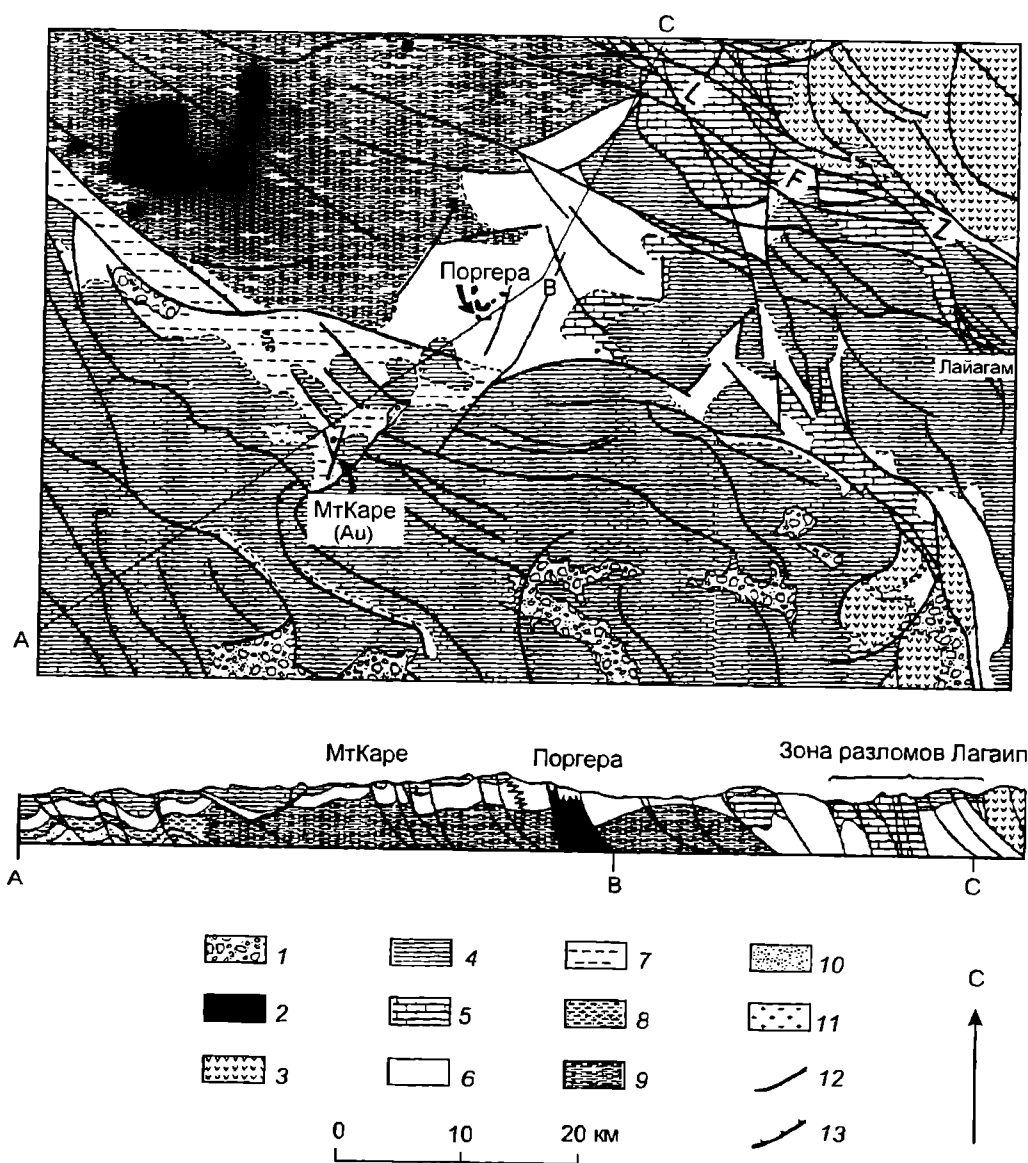 С
L
F
Z
Поргера
В
Лайагам
МтКаре
(Au)
А
МтКаре Поргера Зона разломов Лагаип
А В С
1 4 7 10
2 5 8 11
3 6 9 12
13
С
0 10 20 км